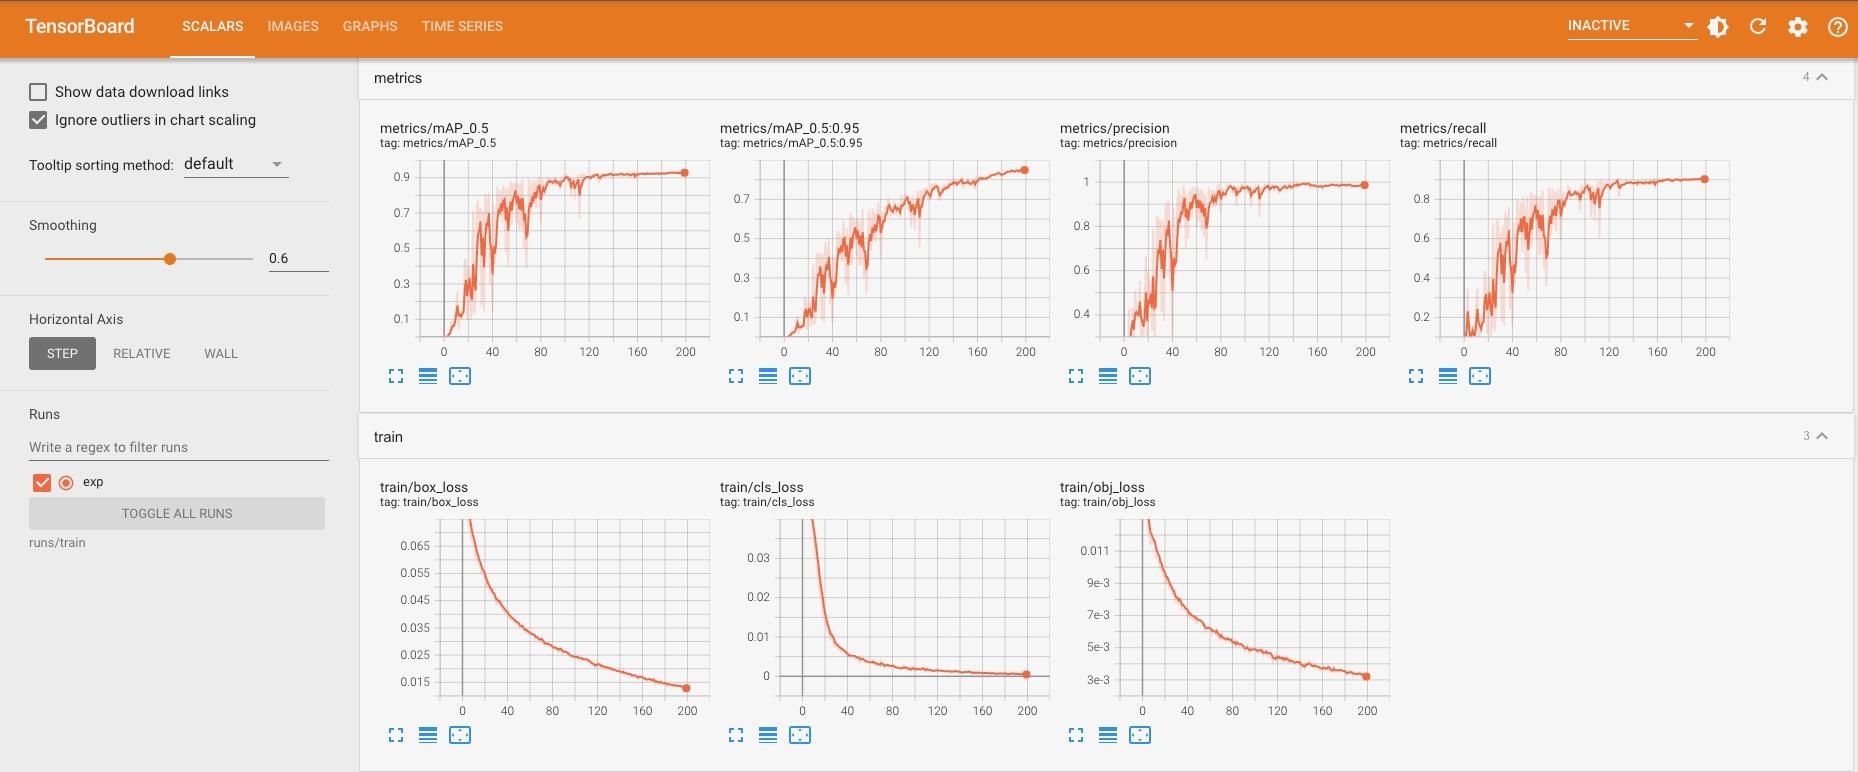 TensorBoard SCALARS IMAGES GRAPHS TIME SERIES INACTIVE
Show data download links
Ignore outliers in chart scaling
Tooltip sorting method: default
Smoothing
0.6
Horizontal Axis
STEP RELATIVE WALL
Runs
Write a regex to filter runs
exp
TOGGLE ALL RUNS
runs/train
metrics 4
metrics/mAP_0.5
tag: metrics/mAP_0.5
0.9
0.7
0.5
0.3
0.1
0 40 80 120 160 200
metrics/mAP_0.5:0.95
tag: metrics/mAP_0.5:0.95
0.7
0.5
0.3
0.1
0 40 80 120 160 200
metrics/precision
tag: metrics/precision
1
0.8
0.6
0.4
0 40 80 120 160 200
metrics/recall
tag: metrics/recall
0.8
0.6
0.4
0.2
0 40 80 120 160 200
train 3
train/box_loss
tag: train/box_loss
0.065
0.055
0.045
0.035
0.025
0.015
0 40 80 120 160 200
train/cls_loss
tag: train/cls_loss
0.03
0.02
0.01
0
0 40 80 120 160 200
train/obj_loss
tag: train/obj_loss
0.011
9e-3
7e-3
5e-3
3e-3
0 40 80 120 160 200